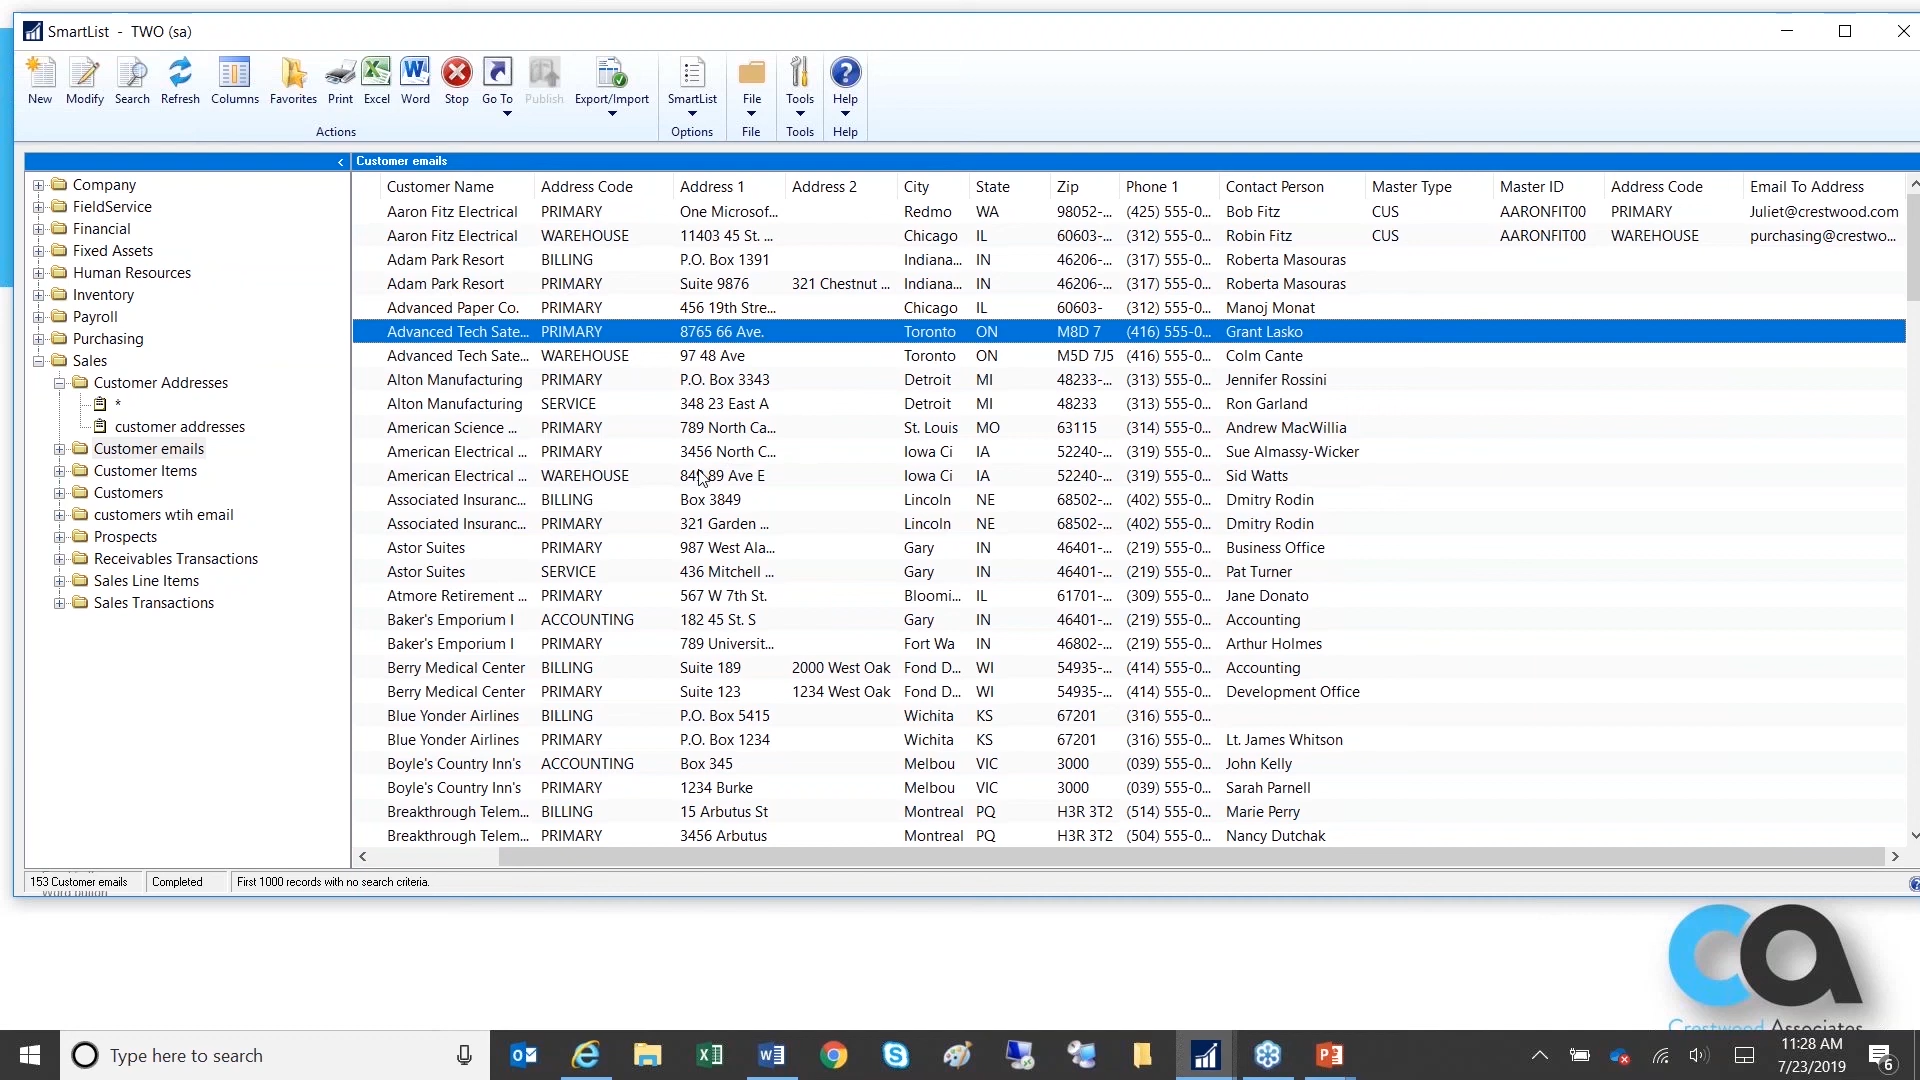 SmartList - TWO (sa)
New Modify Search Refresh Columns Favorites Print Excel Word Stop Go To Publish Export/Import SmartList File Tools Help
Actions Options File Tools Help
Customer emails
Company
FieldService
Financial
Fixed Assets
Human Resources
Inventory
Payroll
Purchasing
Sales
Customer Addresses
*
customer addresses
Customer emails
Customer Items
Customers
customers wtih email
Prospects
Receivables Transactions
Sales Line Items
Sales Transactions
Customer Name Address Code Address 1 Address 2 City State Zip Phone 1 Contact Person Master Type Master ID Address Code Email To Address
Aaron Fitz Electrical PRIMARY One Microsof... Redmo WA 98052-... (425) 555-0... Bob Fitz CUS AARONFIT00 PRIMARY Juliet@crestwood.com
Aaron Fitz Electrical WAREHOUSE 11403 45 St. ... Chicago IL 60603-... (312) 555-0... Robin Fitz CUS AARONFIT00 WAREHOUSE purchasing@crestwo...
Adam Park Resort BILLING P.O. Box 1391 Indiana... IN 46206-... (317) 555-0... Roberta Masouras
Adam Park Resort PRIMARY Suite 9876 321 Chestnut ... Indiana... IN 46206-... (317) 555-0... Roberta Masouras
Advanced Paper Co. PRIMARY 456 19th Stre... Chicago IL 60603- (312) 555-0... Manoj Monat
Advanced Tech Sate... PRIMARY 8765 66 Ave. Toronto ON M8D 7 (416) 555-0... Grant Lasko
Advanced Tech Sate... WAREHOUSE 97 48 Ave Toronto ON M5D 7J5 (416) 555-0... Colm Cante
Alton Manufacturing PRIMARY P.O. Box 3343 Detroit MI 48233-... (313) 555-0... Jennifer Rossini
Alton Manufacturing SERVICE 348 23 East A Detroit MI 48233 (313) 555-0... Ron Garland
American Science ... PRIMARY 789 North Ca... St. Louis MO 63115 (314) 555-0... Andrew MacWillia
American Electrical ... PRIMARY 3456 North C... Iowa Ci IA 52240-... (319) 555-0... Sue Almassy-Wicker
American Electrical ... WAREHOUSE 89 Ave E Iowa Ci IA 52240-... (319) 555-0... Sid Watts
Associated Insuranc... BILLING Box 3849 Lincoln NE 68502-... (402) 555-0... Dmitry Rodin
Associated Insuranc... PRIMARY 321 Garden ... Lincoln NE 68502-... (402) 555-0... Dmitry Rodin
Astor Suites PRIMARY 987 West Ala... Gary IN 46401-... (219) 555-0... Business Office
Astor Suites SERVICE 436 Mitchell ... Gary IN 46401-... (219) 555-0... Pat Turner
Atmore Retirement ... PRIMARY 567 W 7th St. Bloomi... IL 61701-... (309) 555-0... Jane Donato
Baker's Emporium I ACCOUNTING 182 45 St. S Gary IN 46401-... (219) 555-0... Accounting
Baker's Emporium I PRIMARY 789 Universit... Fort Wa IN 46802-... (219) 555-0... Arthur Holmes
Berry Medical Center BILLING Suite 189 2000 West Oak Fond D... WI 54935-... (414) 555-0... Accounting
Berry Medical Center PRIMARY Suite 123 1234 West Oak Fond D... WI 54935-... (414) 555-0... Development Office
Blue Yonder Airlines BILLING P.O. Box 5415 Wichita KS 67201 (316) 555-0...
Blue Yonder Airlines PRIMARY P.O. Box 1234 Wichita KS 67201 (316) 555-0... Lt. James Whitson
Boyle's Country Inn's ACCOUNTING Box 345 Melbou VIC 3000 (039) 555-0... John Kelly
Boyle's Country Inn's PRIMARY 1234 Burke Melbou VIC 3000 (039) 555-0... Sarah Parnell
Breakthrough Telem... BILLING 15 Arbutus St Montreal PQ H3R 3T2 (514) 555-0... Marie Perry
Breakthrough Telem... PRIMARY 3456 Arbutus Montreal PQ H3R 3T2 (504) 555-0... Nancy Dutchak
153 Customer emails Completed First 1000 records with no search criteria.
ca
Crestwood Associates
Type here to search
11:28 AM
7/23/2019
6